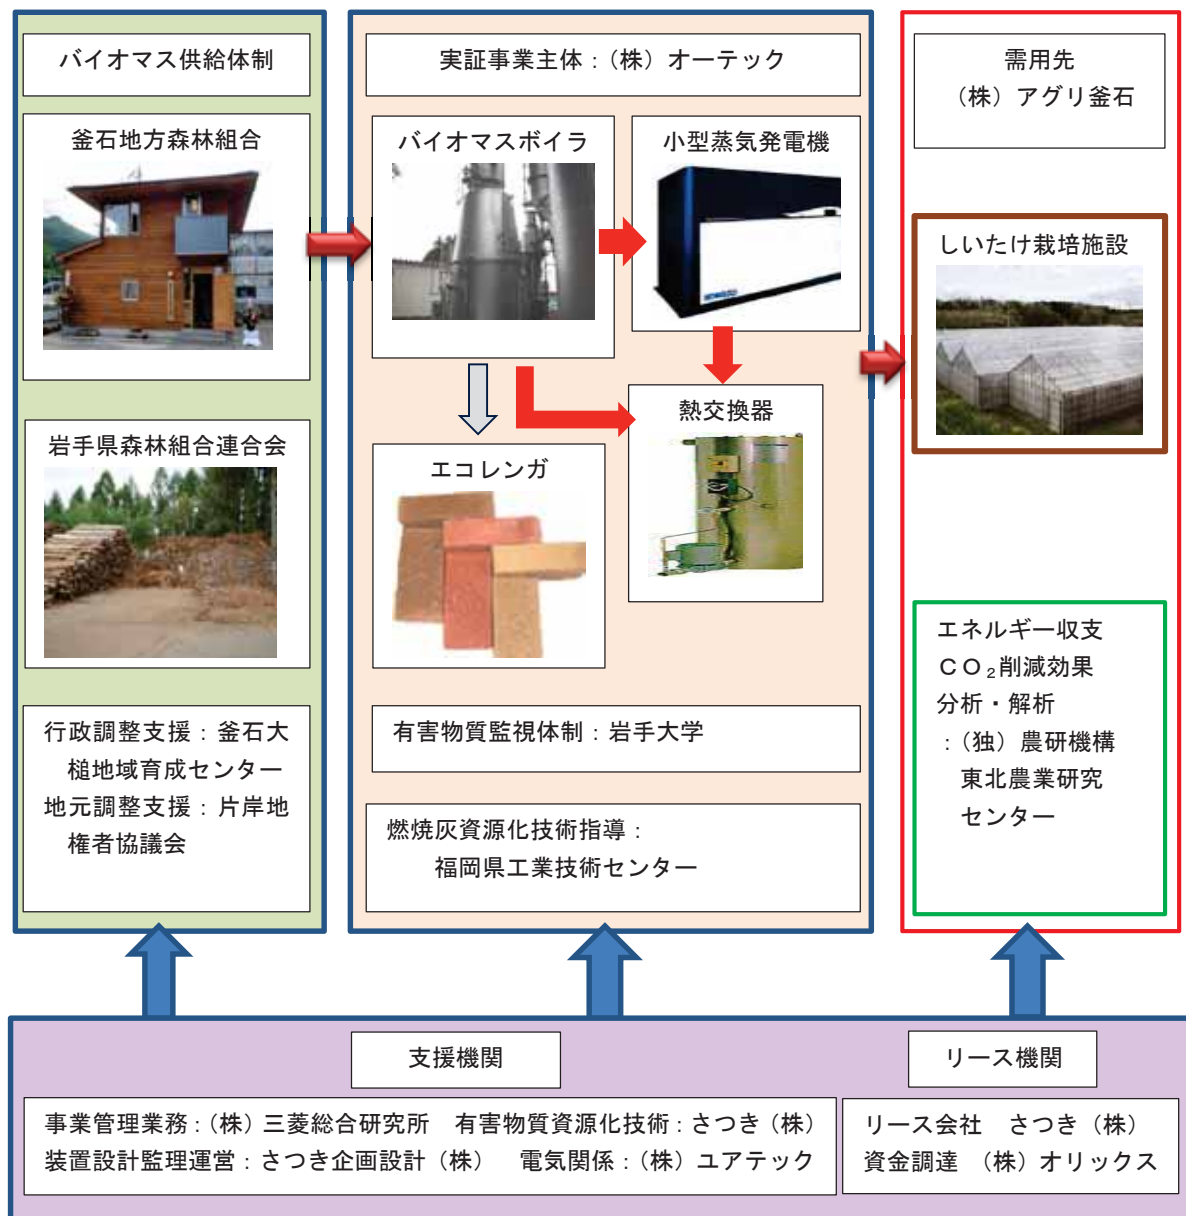 バイオマス供給体制
釜石地方森林組合
岩手県森林組合連合会
行政調整支援：釜石大
槌地域育成センター
地元調整支援：片岸地
権者協議会
実証事業主体：（株）オーテック
バイオマスボイラ
小型蒸気発電機
熱交換器
エコレンガ
有害物質監視体制：岩手大学
燃焼灰資源化技術指導：
福岡県工業技術センター
需用先
（株）アグリ釜石
しいたけ栽培施設
エネルギー収支
ＣＯ₂削減効果
分析・解析
：（独）農研機構
東北農業研究
センター
支援機関
事業管理業務：（株）三菱総合研究所　有害物質資源化技術：さつき（株）
装置設計監理運営：さつき企画設計（株）　電気関係：（株）ユアテック
リース機関
リース会社　さつき（株）
資金調達　（株）オリックス